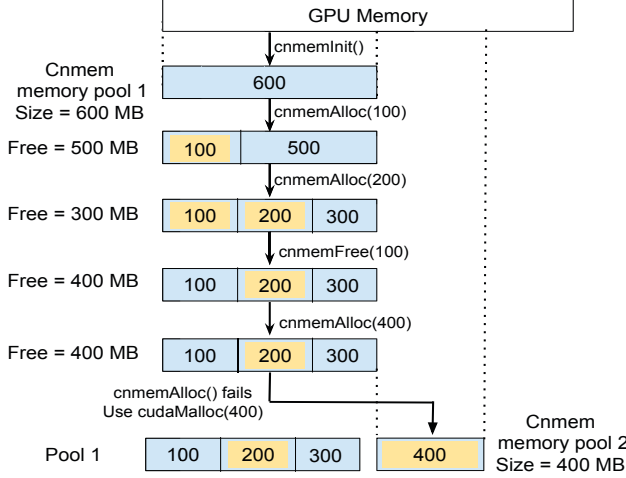 GPU Memory
cnmemInit()
Cnmem
memory pool 1
Size = 600 MB
600
cnmemAlloc(100)
Free = 500 MB
100
500
cnmemAlloc(200)
Free = 300 MB
100
200
300
cnmemFree(100)
Free = 400 MB
100
200
300
cnmemAlloc(400)
Free = 400 MB
100
200
300
cnmemAlloc() fails
Use cudaMalloc(400)
Pool 1
100
200
300
400
Cnmem
memory pool 2
Size = 400 MB